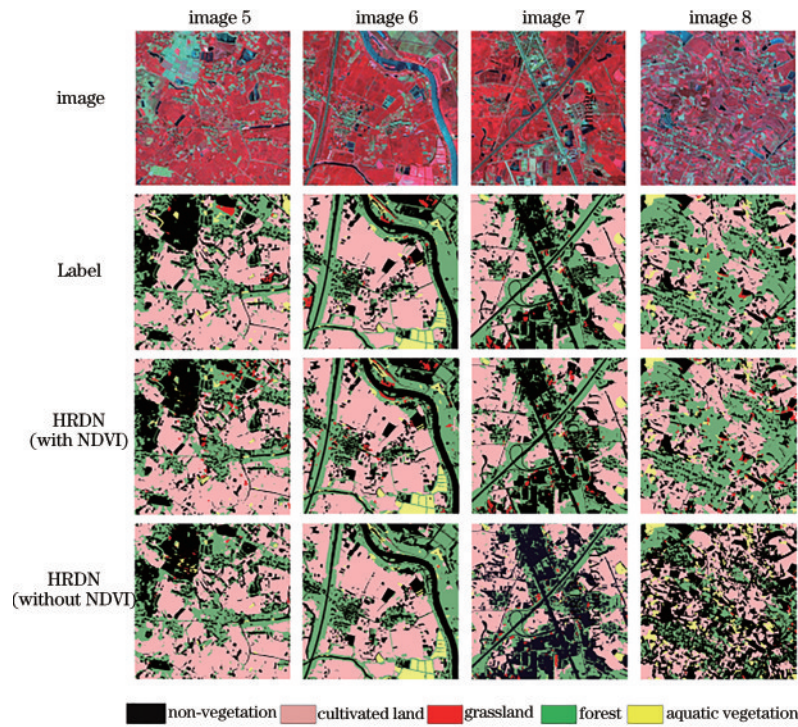 image 5 image 6 image 7 image 8
image
Label
HRDN
(with NDVI)
HRDN
(without NDVI)
non-vegetation cultivated land grassland forest aquatic vegetation